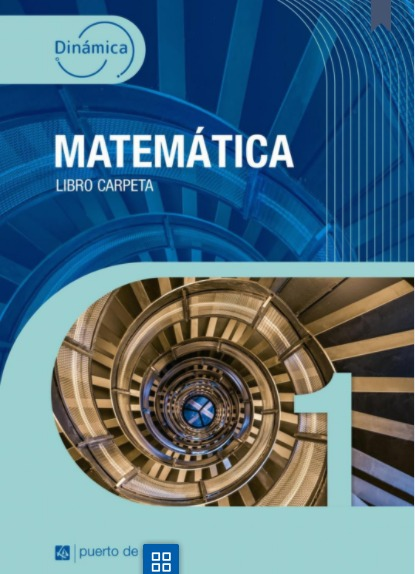 Dinámica
MATEMÁTICA
LIBRO CARPETA
1
puerto de